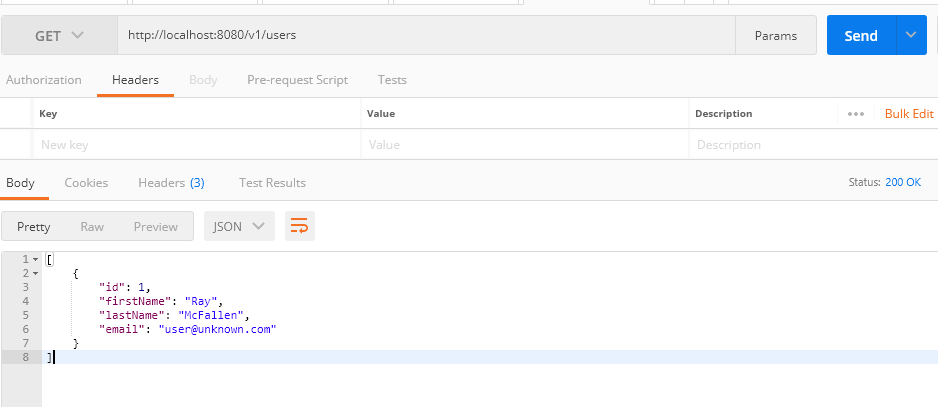 GET http://localhost:8080/v1/users Params Send
Authorization Headers Body Pre-request Script Tests
Key Value Description ••• Bulk Edit
New key Value Description
Body Cookies Headers (3) Test Results Status: 200 OK
Pretty Raw Preview JSON
1 [
2 {
3 "id": 1,
4 "firstName": "Ray",
5 "lastName": "McFallen",
6 "email": "user@unknown.com"
7 }
8 ]